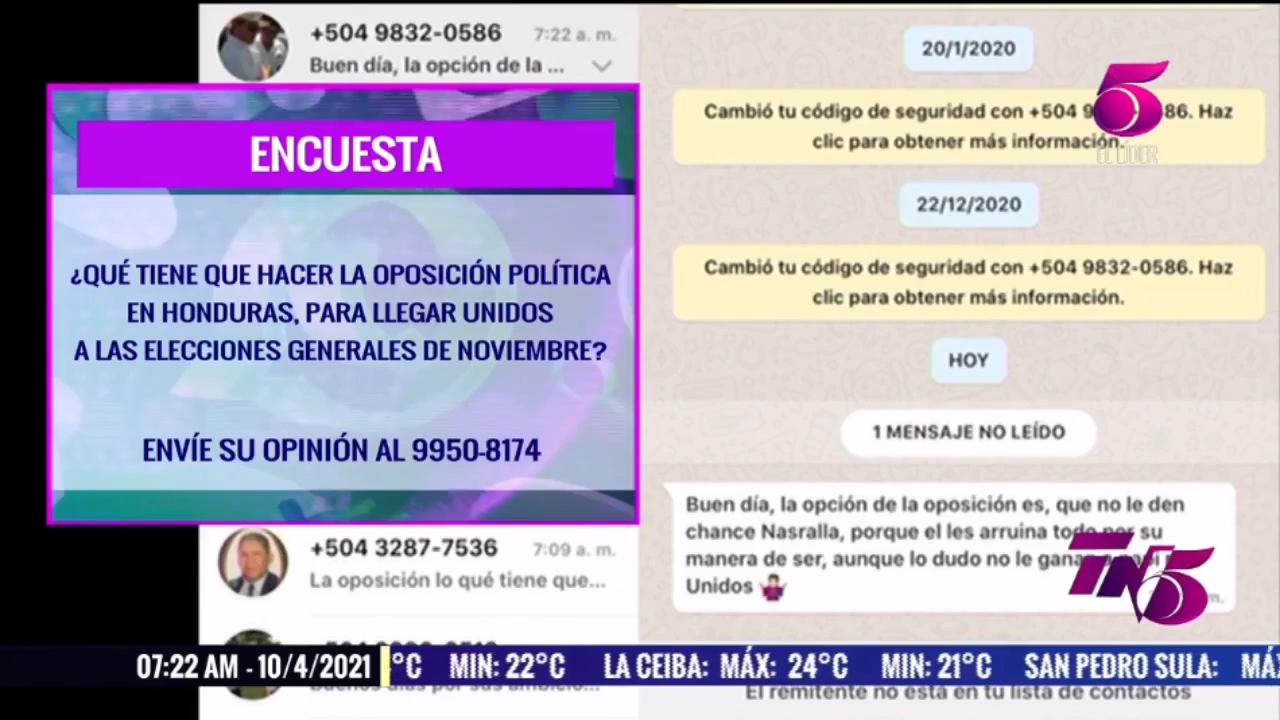 +504 9832-0586
7:22 a. m.
Buen día, la opción de la ...
ENCUESTA
¿QUÉ TIENE QUE HACER LA OPOSICIÓN POLÍTICA
EN HONDURAS, PARA LLEGAR UNIDOS
A LAS ELECCIONES GENERALES DE NOVIEMBRE?
ENVÍE SU OPINIÓN AL 9950-8174
+504 3287-7536
7:09 a. m.
La oposición lo qué tiene que...
20/1/2020
Cambió tu código de seguridad con +504 9 86. Haz
clic para obtener más información.
5
EL LÍDER
22/12/2020
Cambió tu código de seguridad con +504 9832-0586. Haz
clic para obtener más información.
HOY
1 MENSAJE NO LEÍDO
Buen día, la opción de la oposición es, que no le den
chance Nasralla, porque el les arruina todo por su
manera de ser, aunque lo dudo no le ganan
Unidos
TN5
07:22 AM - 10/4/2021
°C MIN: 22°C LA CEIBA: MÁX: 24°C MIN: 21°C SAN PEDRO SULA: MÁX
El remitente no está en tu lista de contactos